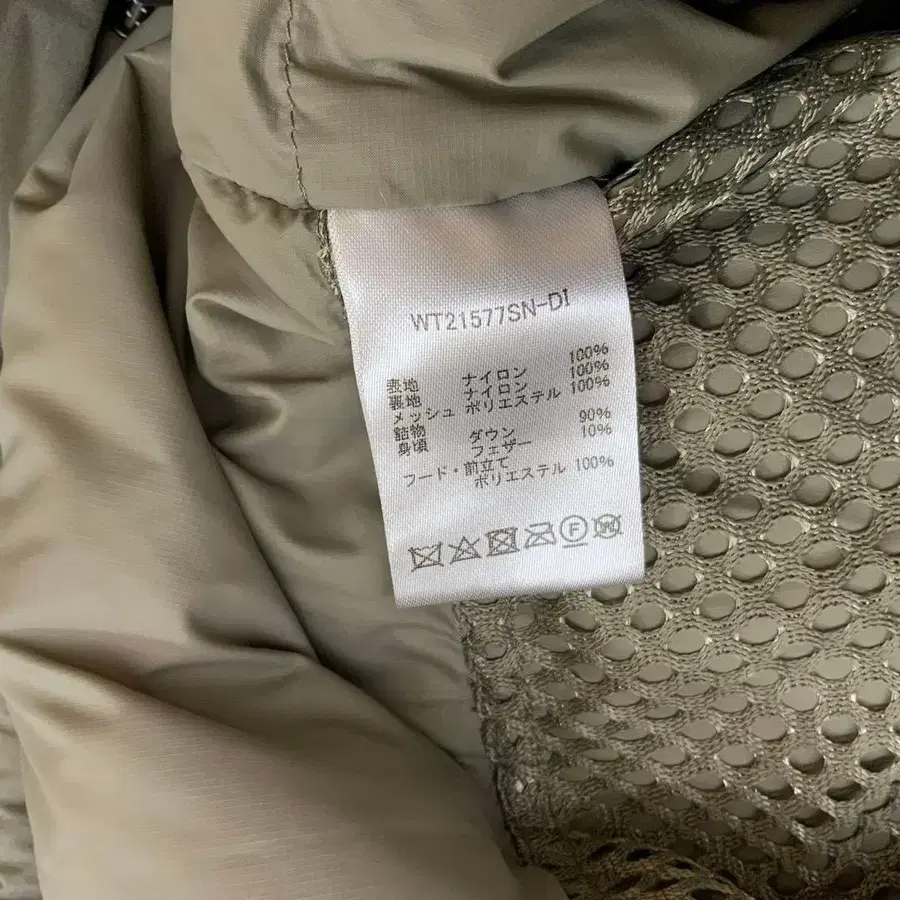 WT21577SN-DI
100%
表地 ナイロン 100%
裏地 ナイロン 100%
メッシュ ポリエステル
詰物 90%
身頃 ダウン 10%
フェザー
フード・前立て
ポリエステル 100%
F
W